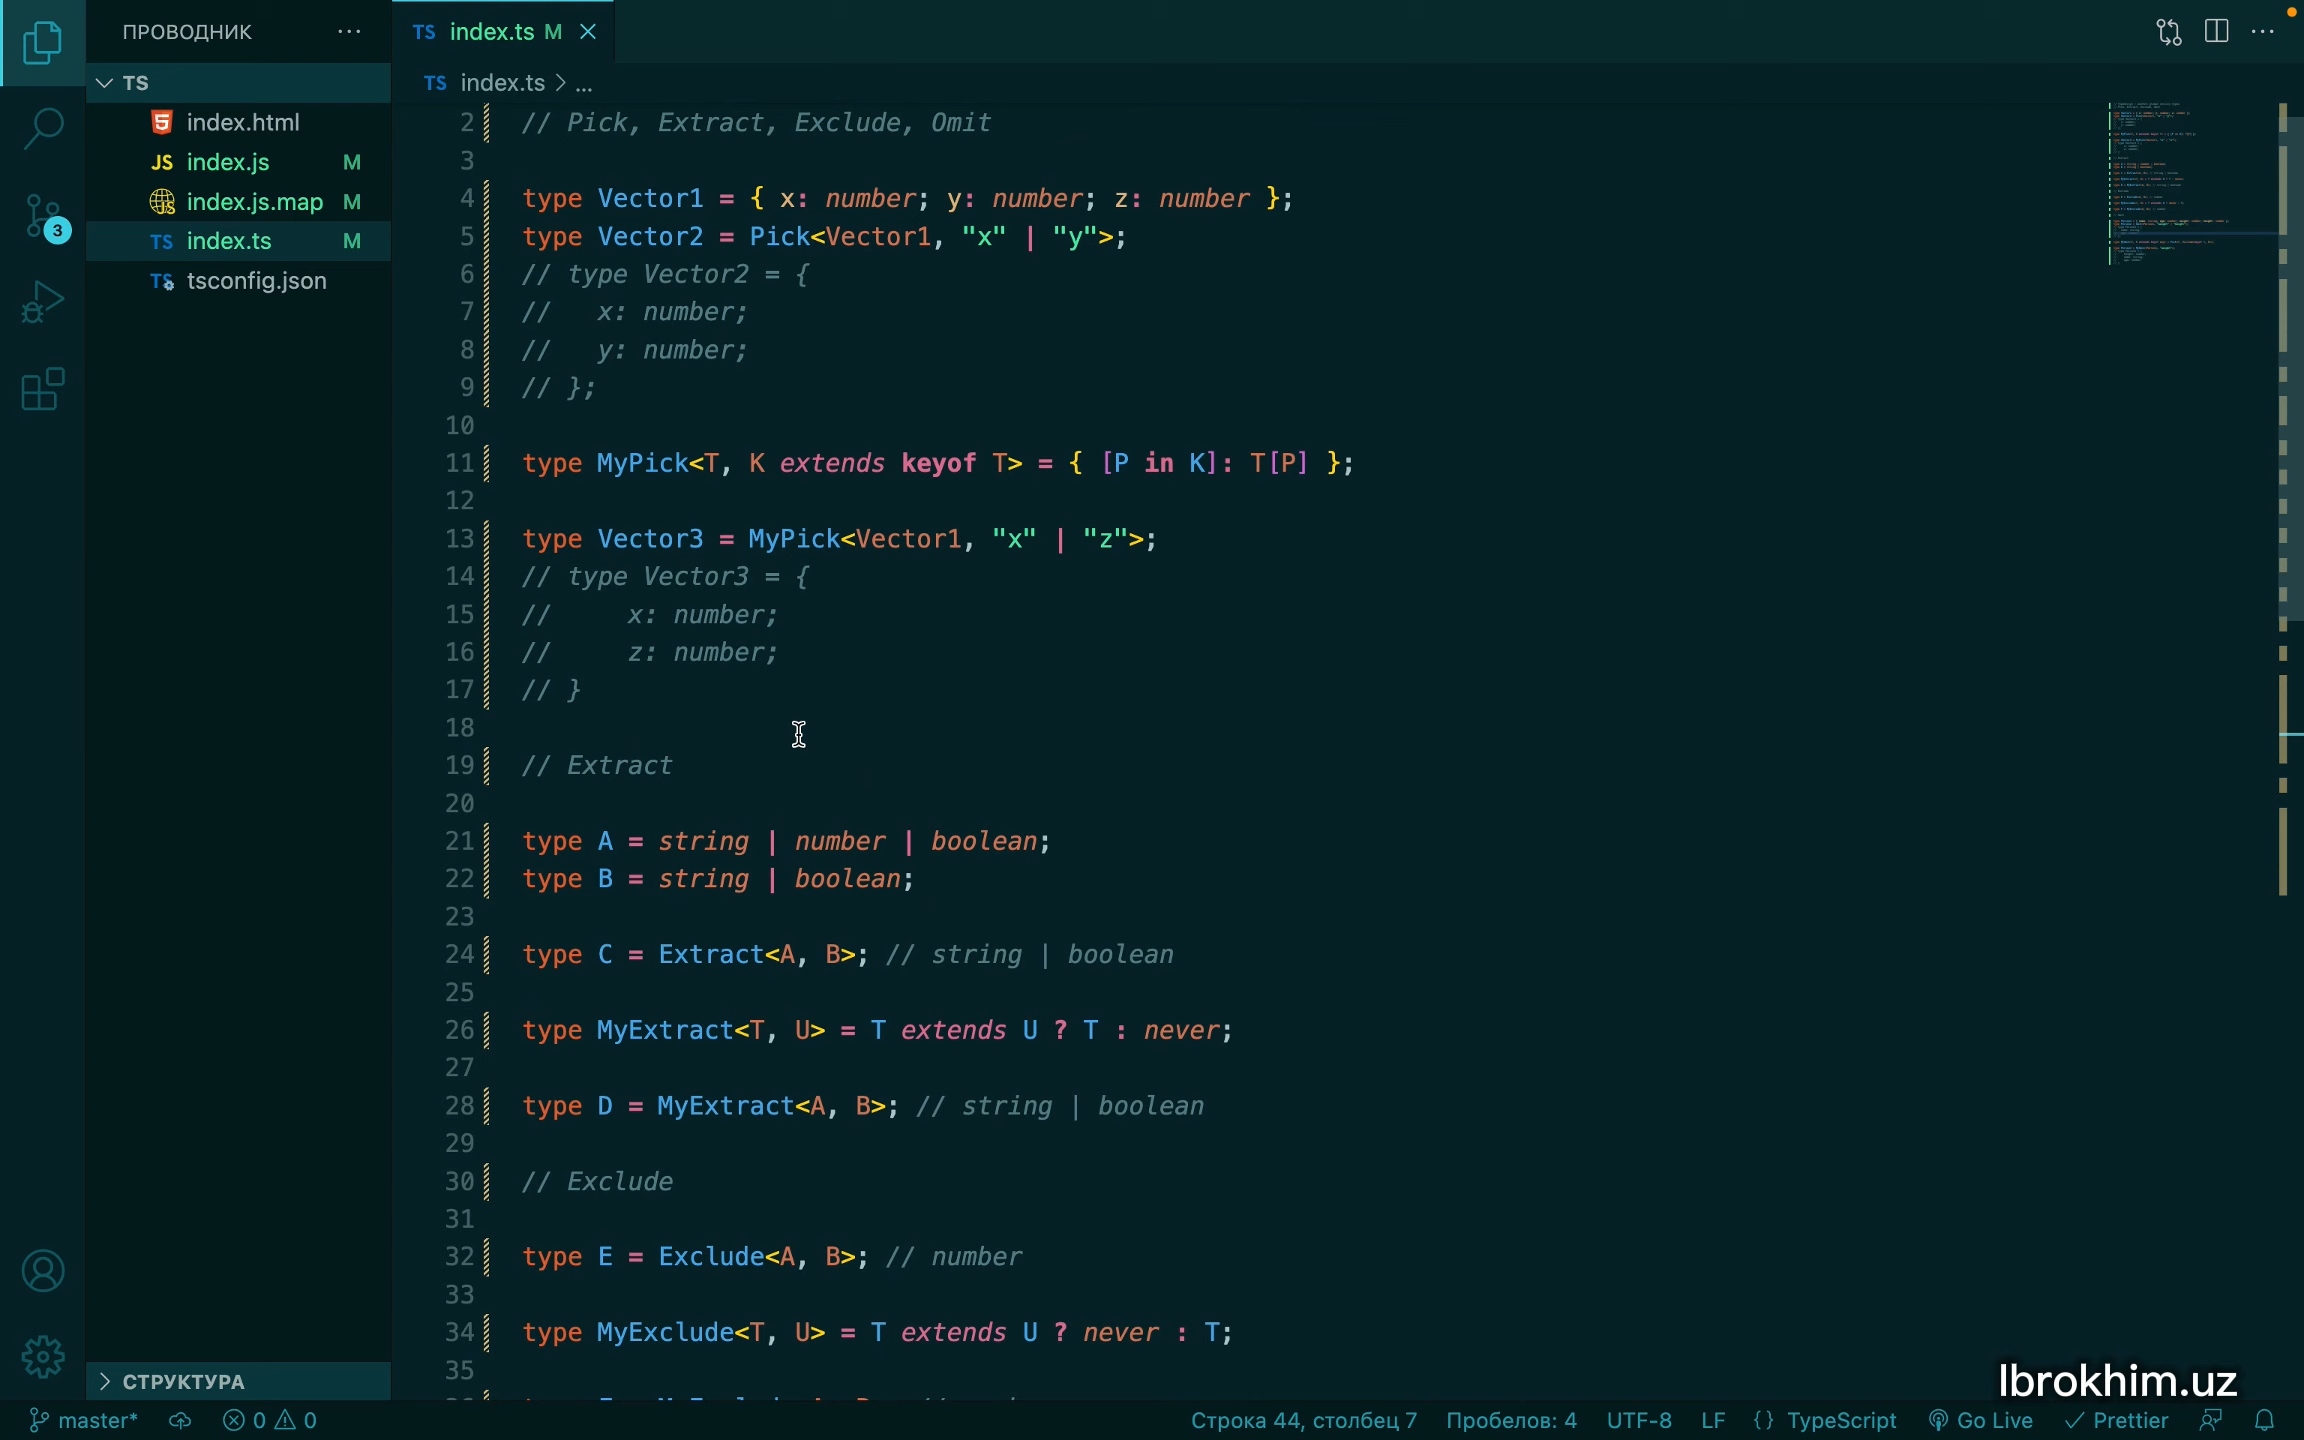 ПРОВОДНИК
TS index.ts M
TS index.ts > ...
TS
index.html
JS index.js M
index.js.map M
TS index.ts M
TS tsconfig.json
СТРУКТУРА
3
2 // Pick, Extract, Exclude, Omit
3
4 type Vector1 = { x: number; y: number; z: number };
5 type Vector2 = Pick<Vector1, "x" | "y">;
6 // type Vector2 = {
7 //   x: number;
8 //   y: number;
9 // };
10
11 type MyPick<T, K extends keyof T> = { [P in K]: T[P] };
12
13 type Vector3 = MyPick<Vector1, "x" | "z">;
14 // type Vector3 = {
15 //     x: number;
16 //     z: number;
17 // }
18
19 // Extract
20
21 type A = string | number | boolean;
22 type B = string | boolean;
23
24 type C = Extract<A, B>; // string | boolean
25
26 type MyExtract<T, U> = T extends U ? T : never;
27
28 type D = MyExtract<A, B>; // string | boolean
29
30 // Exclude
31
32 type E = Exclude<A, B>; // number
33
34 type MyExclude<T, U> = T extends U ? never : T;
35
Ibrokhim.uz
master* 0 0 Строка 44, столбец 7 Пробелов: 4 UTF-8 LF {} TypeScript Go Live Prettier